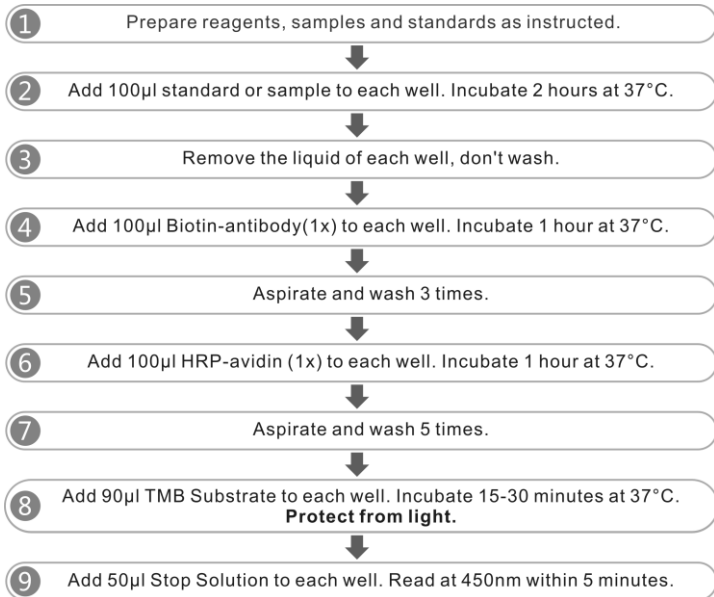 1 Prepare reagents, samples and standards as instructed.
2 Add 100μl standard or sample to each well. Incubate 2 hours at 37°C.
3 Remove the liquid of each well, don't wash.
4 Add 100μl Biotin-antibody(1x) to each well. Incubate 1 hour at 37°C.
5 Aspirate and wash 3 times.
6 Add 100μl HRP-avidin (1x) to each well. Incubate 1 hour at 37°C.
7 Aspirate and wash 5 times.
8 Add 90μl TMB Substrate to each well. Incubate 15-30 minutes at 37°C.
Protect from light.
9 Add 50μl Stop Solution to each well. Read at 450nm within 5 minutes.